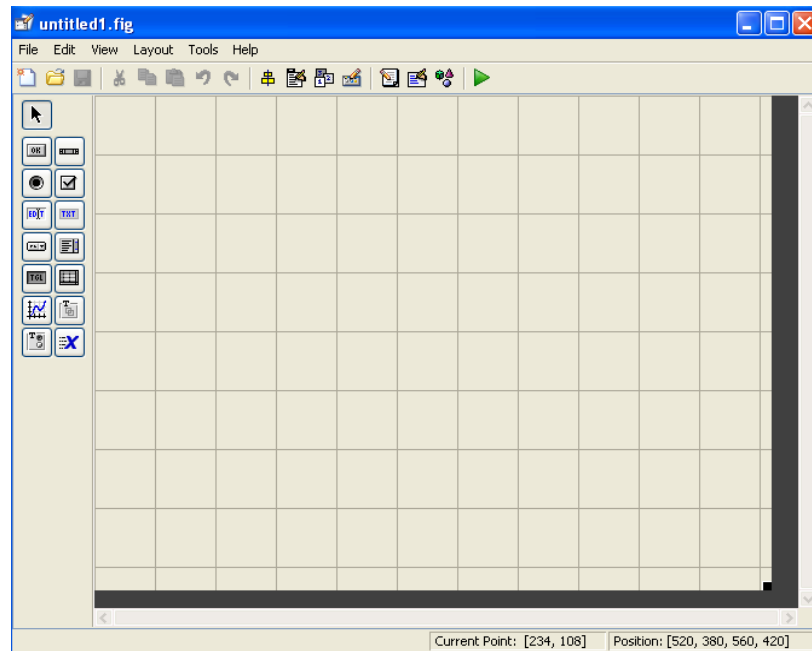 untitled1.fig
File Edit View Layout Tools Help
OK
EDIT TXT
TGL
T
T
X
Current Point: [234, 108] Position: [520, 380, 560, 420]